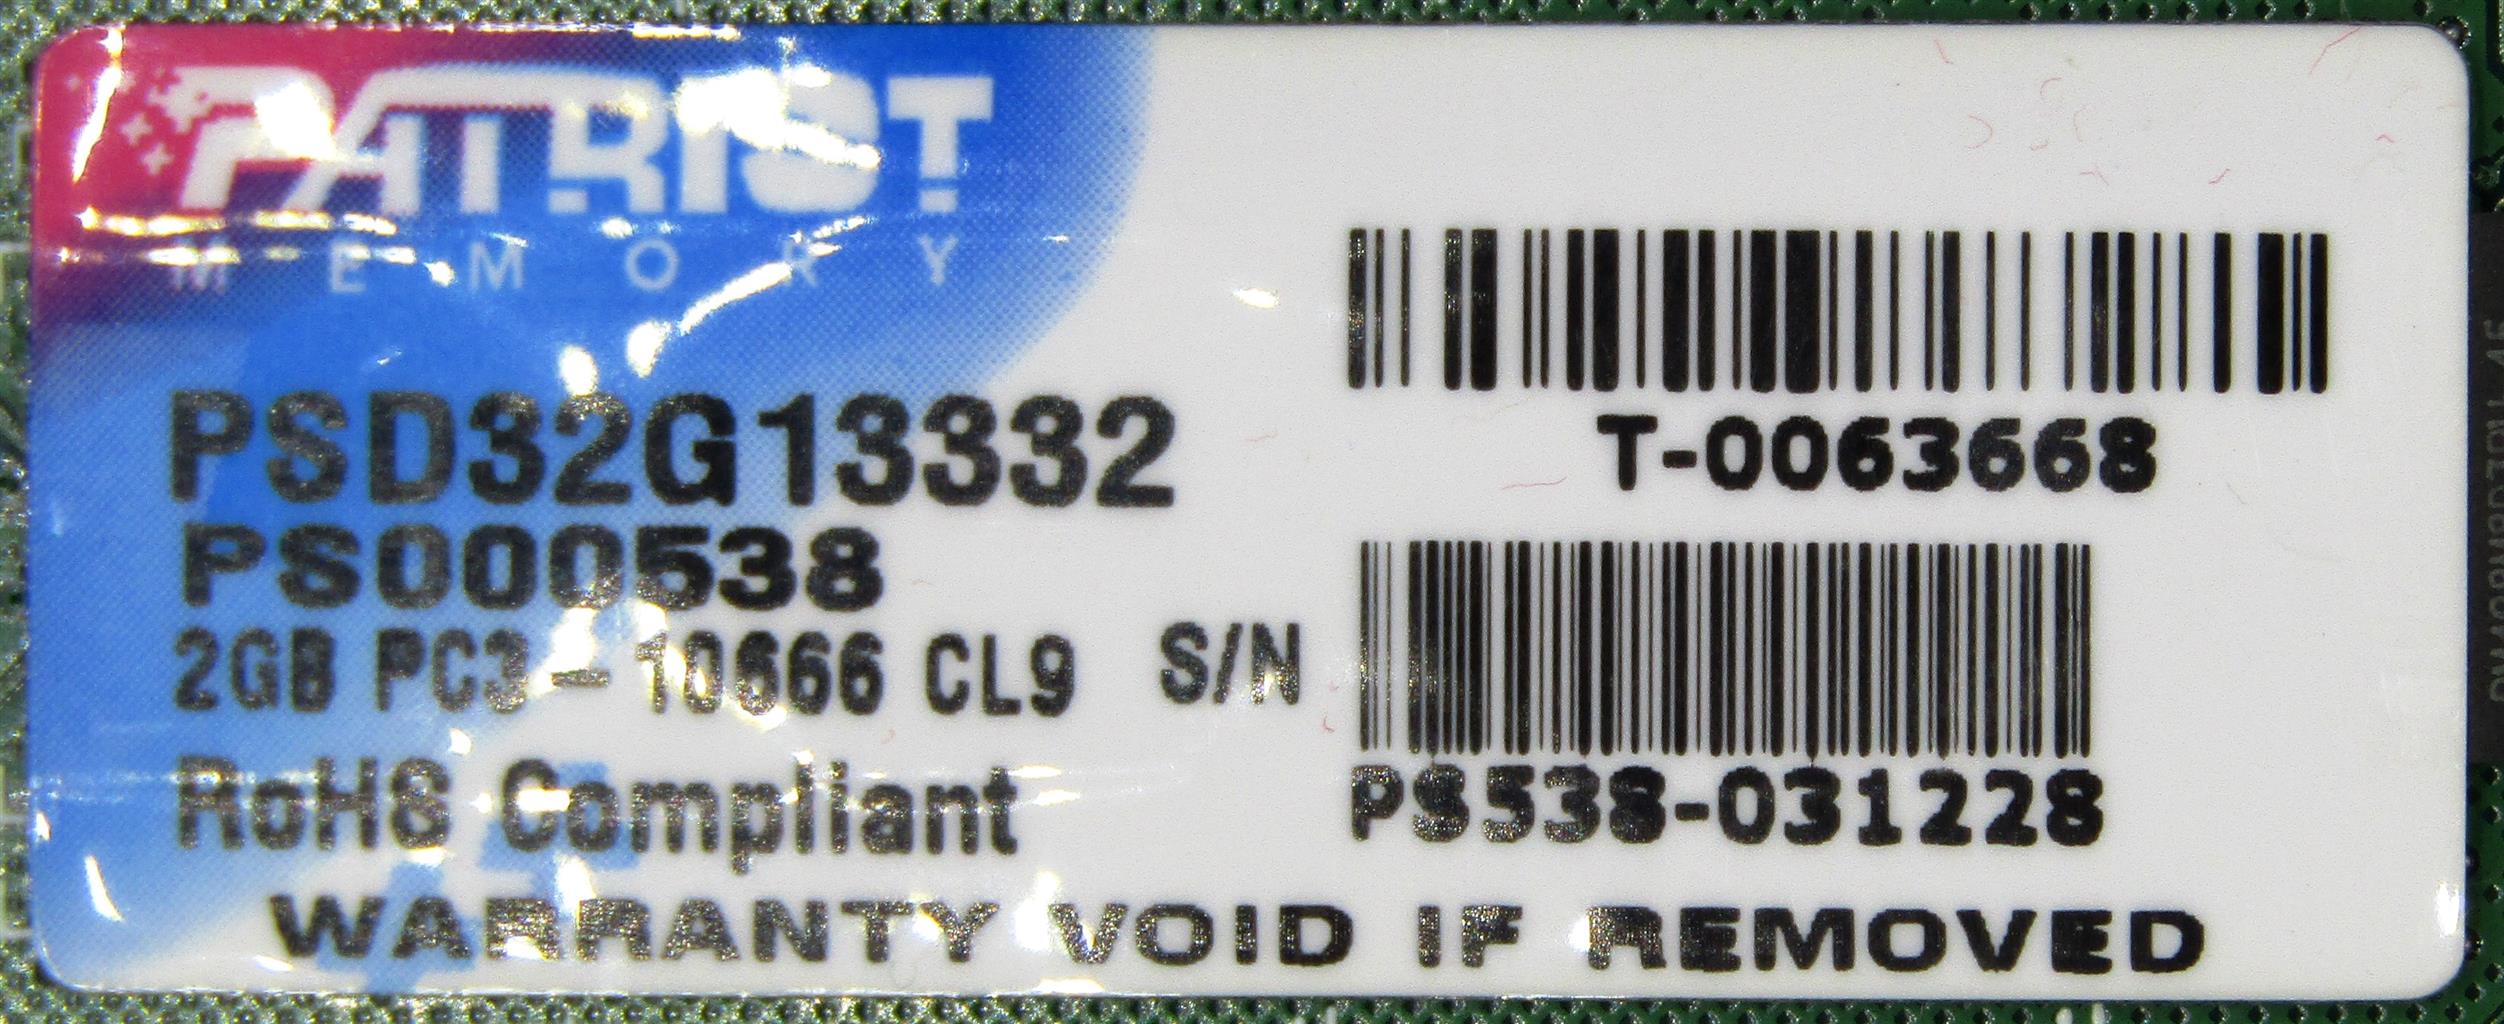 PATRIOT
MEMORY
PSD32G13332
PS000538
2GB PC3-10666 CL9
RoHS Compliant
T-0063668
S/N
PS538-031228
WARRANTY VOID IF REMOVED